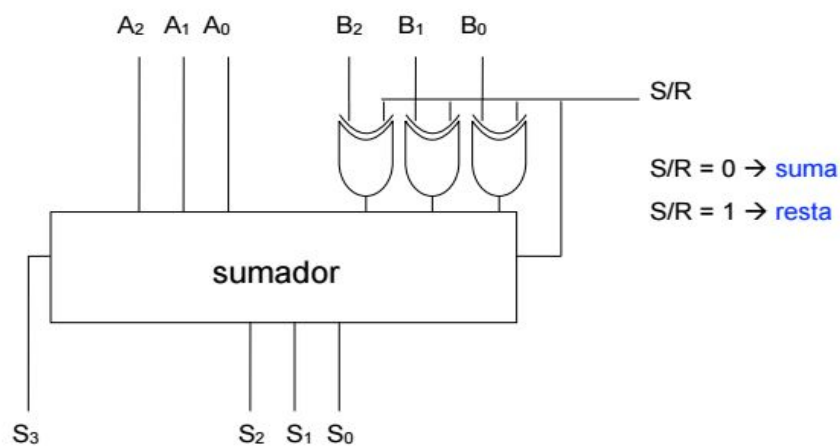 A₂ A₁ A₀ B₂ B₁ B₀
S/R
S/R = 0 → suma
S/R = 1 → resta
sumador
S₃ S₂ S₁ S₀